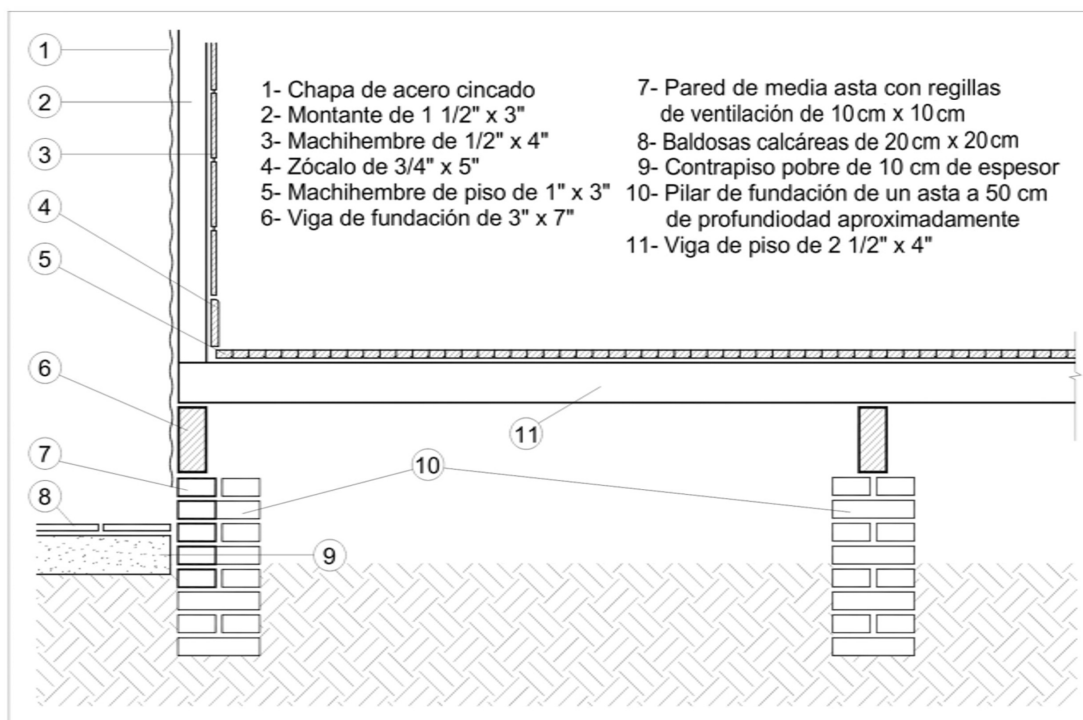 1- Chapa de acero cincado
2- Montante de 1 1/2" x 3"
3- Machihembre de 1/2" x 4"
4- Zócalo de 3/4" x 5"
5- Machihembre de piso de 1" x 3"
6- Viga de fundación de 3" x 7"
7- Pared de media asta con regillas
de ventilación de 10 cm x 10 cm
8- Baldosas calcáreas de 20 cm x 20 cm
9- Contrapiso pobre de 10 cm de espesor
10- Pilar de fundación de un asta a 50 cm
de profundiodad aproximadamente
11- Viga de piso de 2 1/2" x 4"
1
2
3
4
5
6
7
8
9
10
11